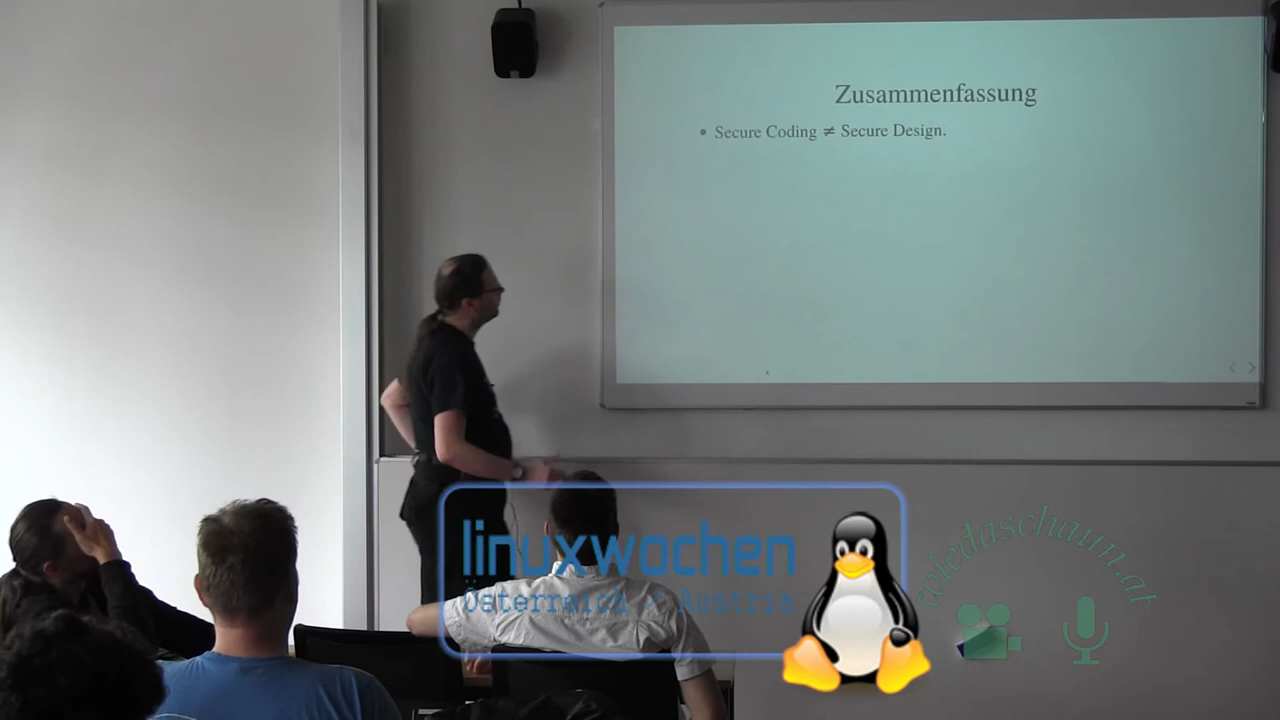 Zusammenfassung
• Secure Coding ≠ Secure Design.
linuxwochen
Österreich - Austria
wiedaschaun.at